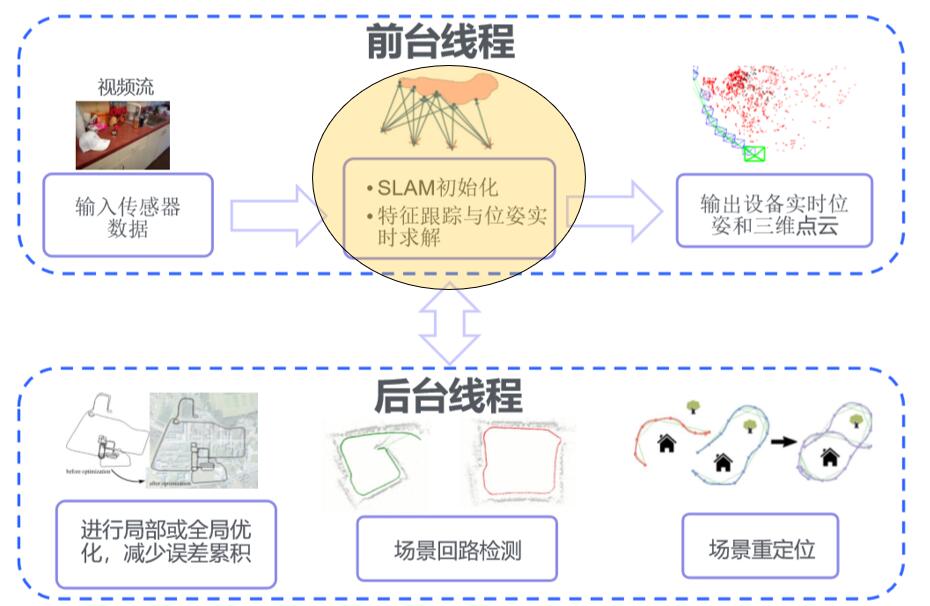 前台线程
视频流
输入传感器
数据
•SLAM初始化
•特征跟踪与位姿实
时求解
输出设备实时位
姿和三维点云
后台线程
before optimization
after optimization
进行局部或全局优
化，减少误差累积
场景回路检测
场景重定位